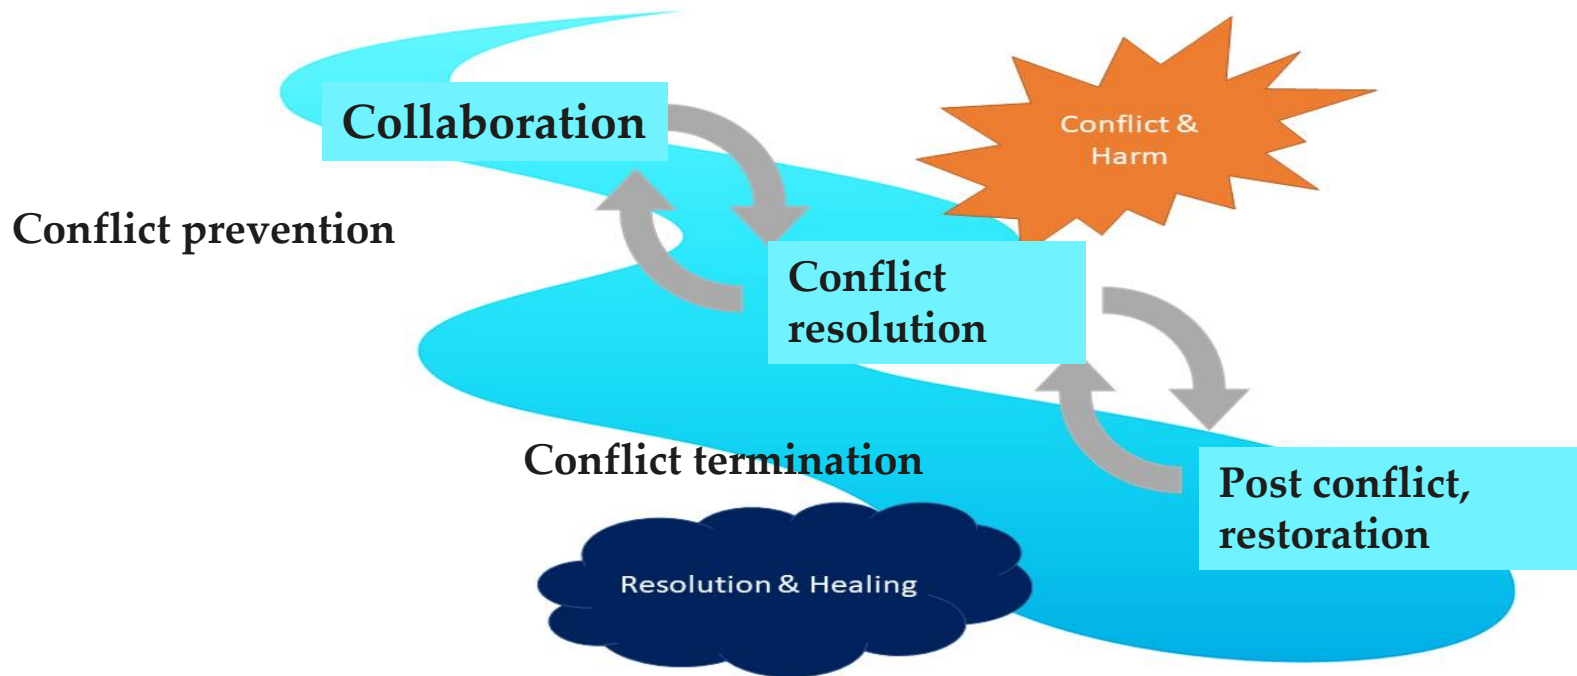 Collaboration
Conflict &
Harm
Conflict prevention
Conflict
resolution
Conflict termination
Post conflict,
restoration
Resolution & Healing